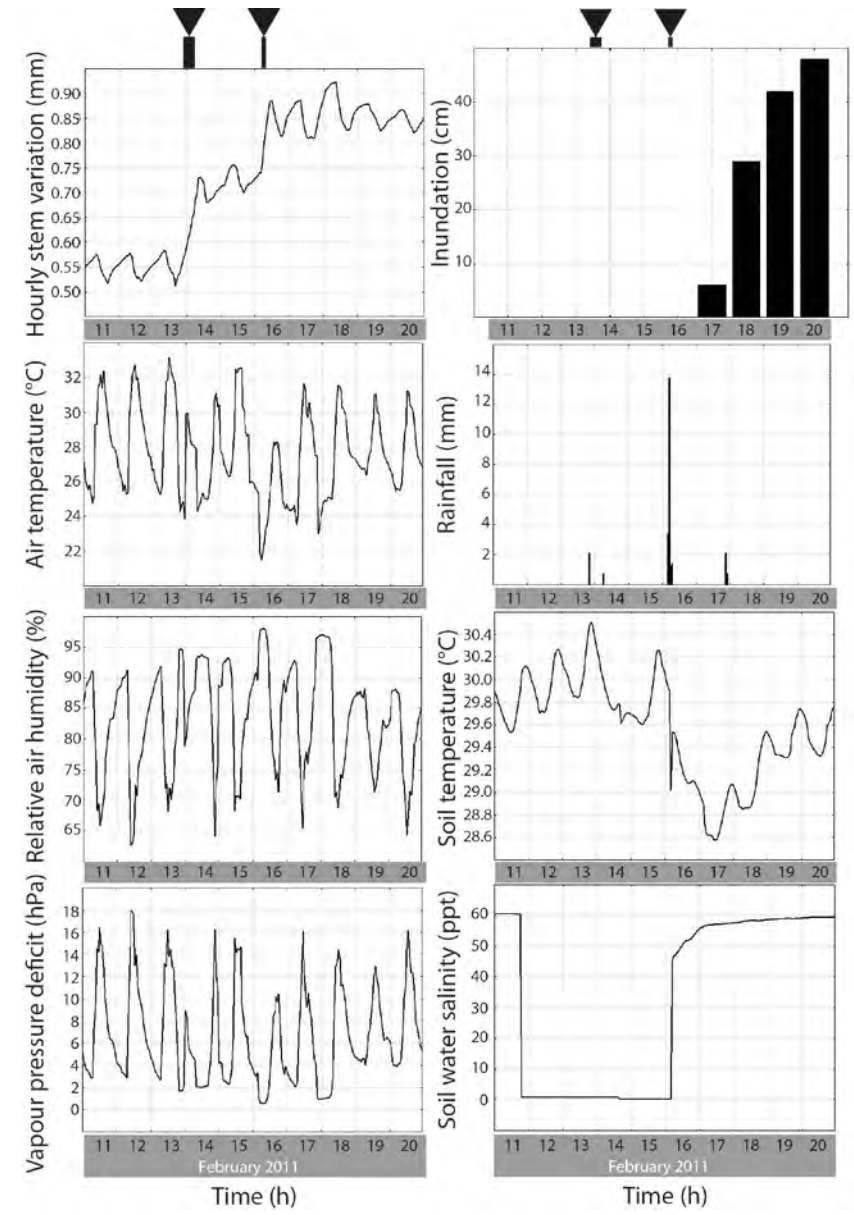 Hourly stem variation (mm)
0.90
0.85
0.80
0.75
0.70
0.65
0.60
0.55
0.50
11 12 13 14 15 16 17 18 19 20
Inundation (cm)
40
30
20
10
11 12 13 14 15 16 17 18 19 20
Air temperature (°C)
32
30
28
26
24
22
11 12 13 14 15 16 17 18 19 20
Rainfall (mm)
14
12
10
8
6
4
2
11 12 13 14 15 16 17 18 19 20
Relative air humidity (%)
95
90
85
80
75
70
65
11 12 13 14 15 16 17 18 19 20
Soil temperature (°C)
30.4
30.0
29.8
29.6
29.4
29.2
29.0
28.8
28.6
11 12 13 14 15 16 17 18 19 20
Vapour pressure deficit (hPa)
18
16
14
12
10
8
6
4
2
0
11 12 13 14 15 16 17 18 19 20
February 2011
Time (h)
Soil water salinity (ppt)
60
50
40
30
20
10
0
11 12 13 14 15 16 17 18 19 20
February 2011
Time (h)